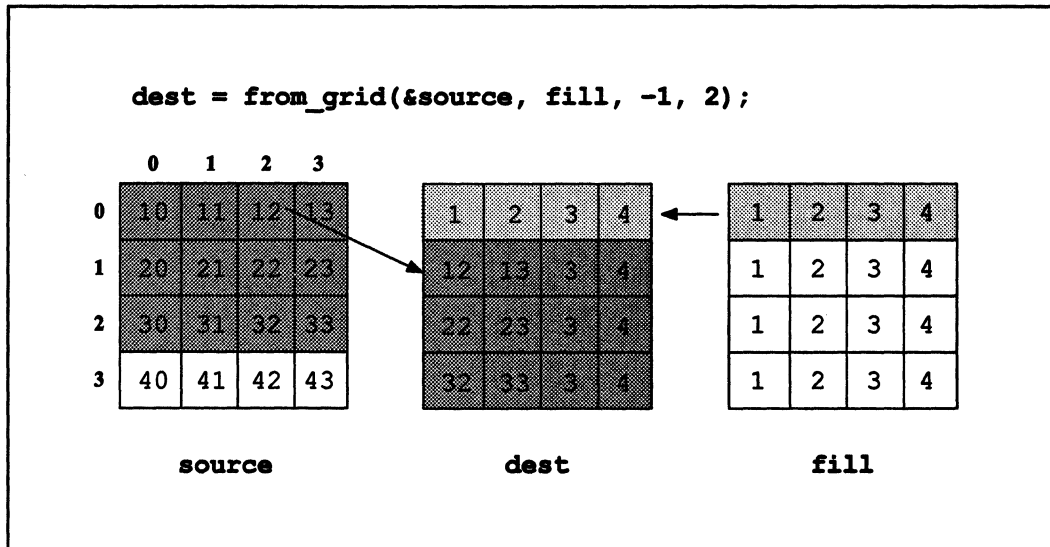 dest = from_grid(&source, fill, -1, 2);
0 1 2 3
0 10 11 12 13 1 2 3 4 1 2 3 4
1 20 21 22 23 12 13 3 4 1 2 3 4
2 30 31 32 33 22 23 3 4 1 2 3 4
3 40 41 42 43 32 33 3 4 1 2 3 4
source dest fill